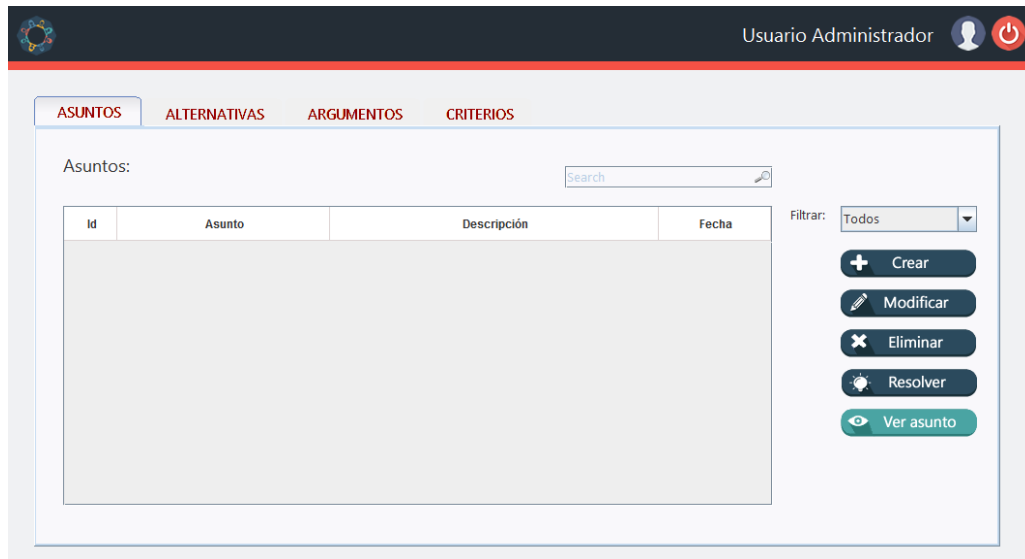 Usuario Administrador
ASUNTOS ALTERNATIVAS ARGUMENTOS CRITERIOS
Asuntos:
Search
Id Asunto Descripción Fecha
Filtrar: Todos
Crear
Modificar
Eliminar
Resolver
Ver asunto